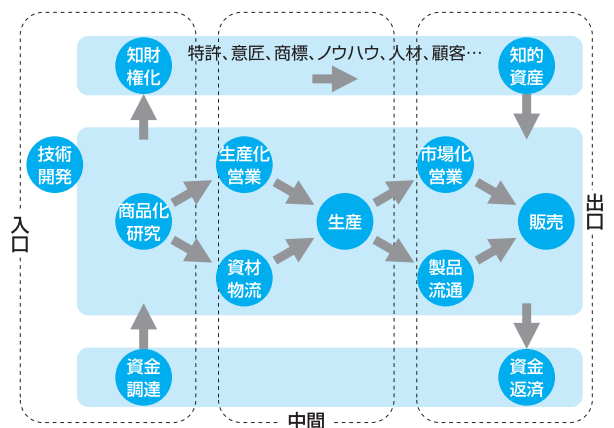 知財
権化
特許、意匠、商標、ノウハウ、人材、顧客…
知的
資産
技術
開発
生産化
営業
市場化
営業
商品化
研究
生産
販売
資材
物流
製品
流通
入口
出口
資金
調達
資金
返済
中間